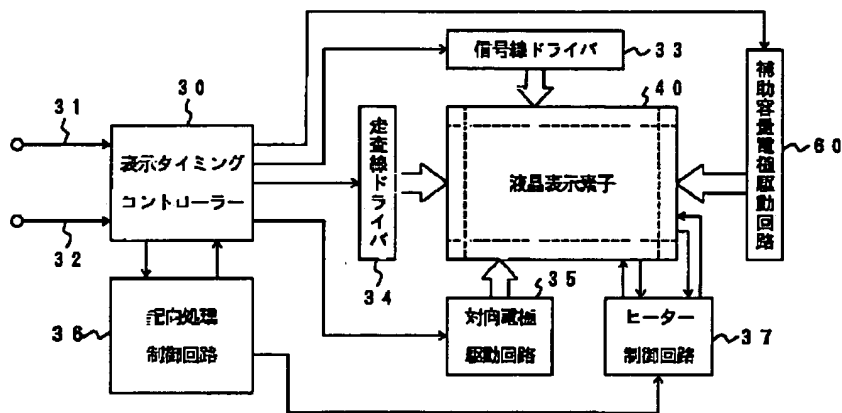 信号線ドライバ
33
30
40
31
表示タイミング
コントローラー
走査線ドライバ
液晶表示素子
補助容量電極駆動回路
60
32
34
35
36
配向処理
制御回路
対向電極
駆動回路
ヒーター
制御回路
37